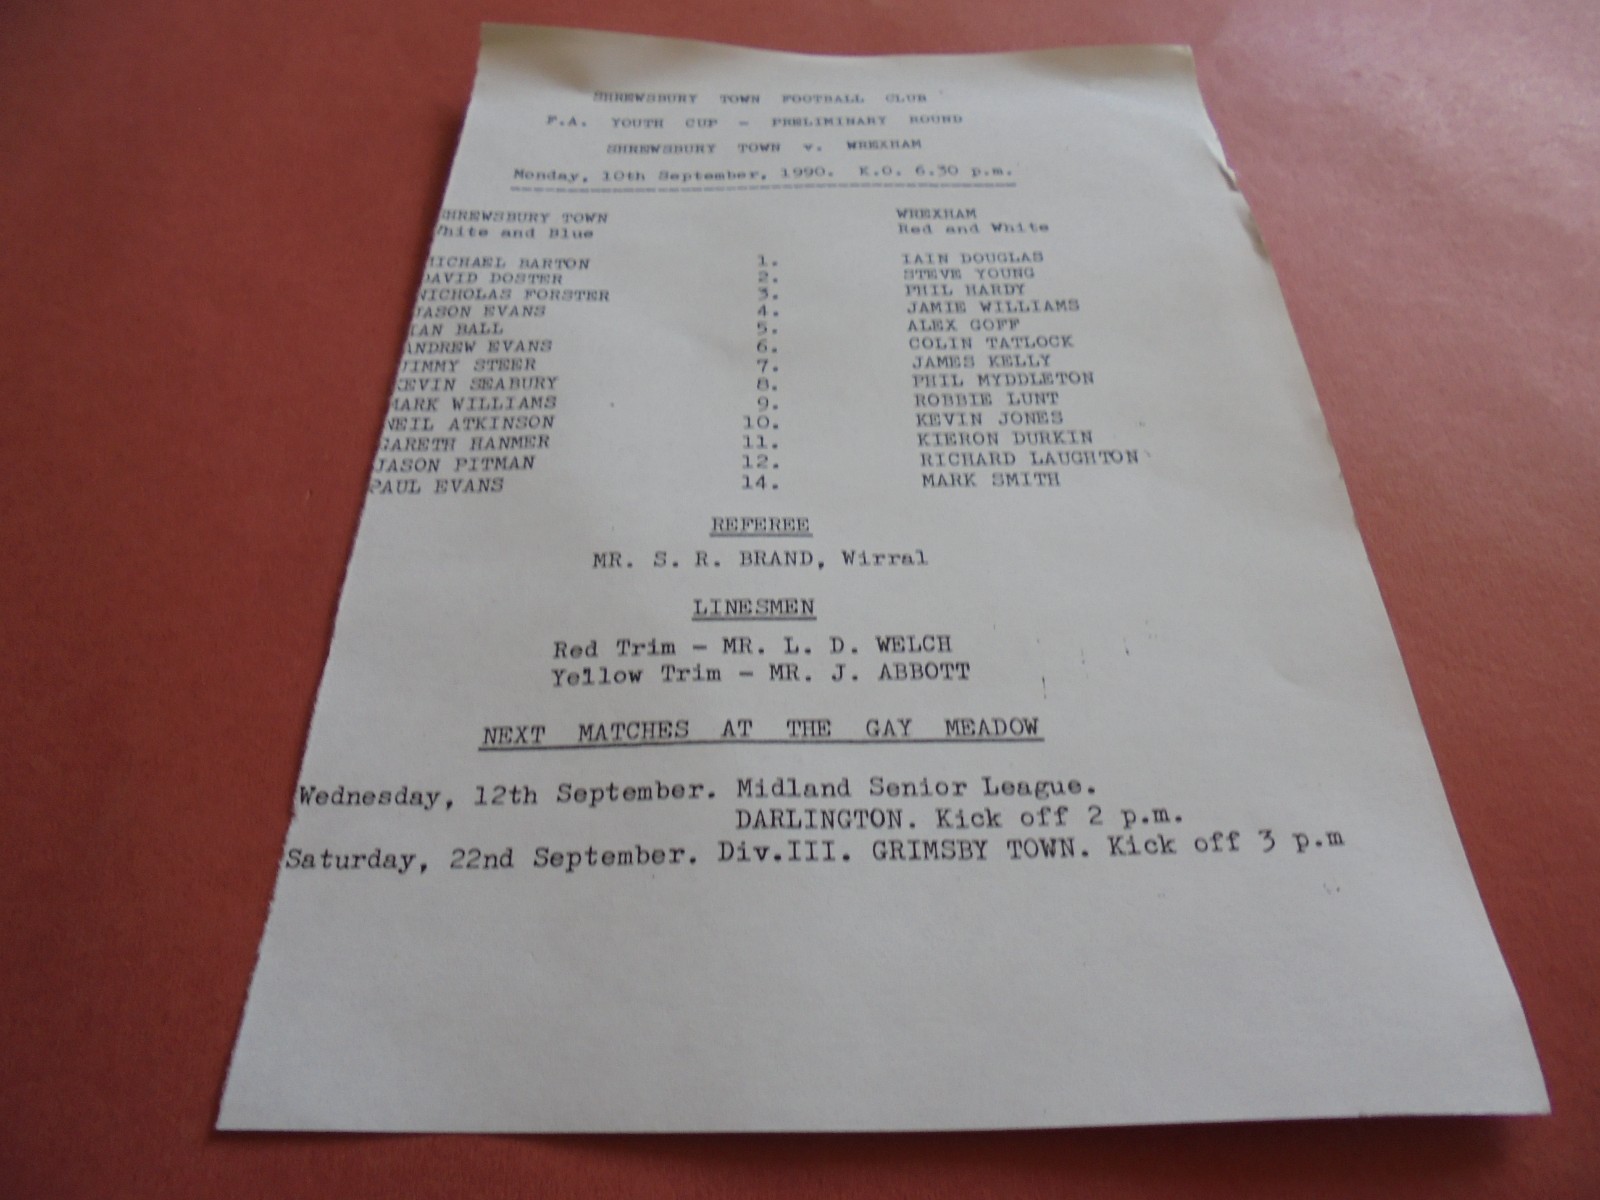 SHREWSBURY TOWN FOOTBALL CLUB
F.A. YOUTH CUP - PRELIMINARY ROUND
SHREWSBURY TOWN v. WREXHAM
Monday, 10th September, 1990. K.O. 6.30 p.m.
SHREWSBURY TOWN WREXHAM
White and Blue Red and White
MICHAEL BARTON 1. IAIN DOUGLAS
DAVID DOSTER 2. STEVE YOUNG
NICHOLAS FORSTER 3. PHIL HARDY
JASON EVANS 4. JAMIE WILLIAMS
IAN BALL 5. ALEX GOFF
ANDREW EVANS 6. COLIN TATLOCK
JIMMY STEER 7. JAMES KELLY
KEVIN SEABURY 8. PHIL MYDDLETON
MARK WILLIAMS 9. ROBBIE LUNT
NEIL ATKINSON 10. KEVIN JONES
GARETH HANMER 11. KIERON DURKIN
JASON PITMAN 12. RICHARD LAUGHTON
PAUL EVANS 14. MARK SMITH
REFEREE
MR. S. R. BRAND, Wirral
LINESMEN
Red Trim - MR. L. D. WELCH
Yellow Trim - MR. J. ABBOTT
NEXT MATCHES AT THE GAY MEADOW
Wednesday, 12th September. Midland Senior League.
DARLINGTON. Kick off 2 p.m.
Saturday, 22nd September. Div.III. GRIMSBY TOWN. Kick off 3 p.m